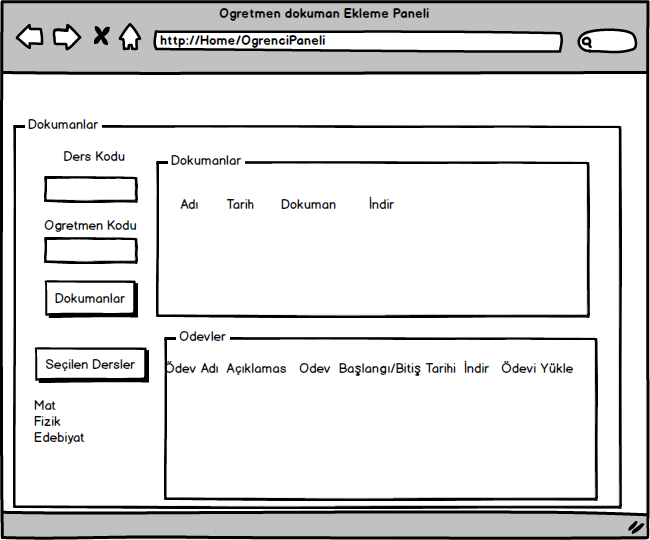 Ogretmen dokuman Ekleme Paneli
http://Home/OgrenciPaneli
Dokumanlar
Ders Kodu
Ogretmen Kodu
Dokumanlar
Seçilen Dersler
Mat
Fizik
Edebiyat
Dokumanlar
Adı Tarih Dokuman İndir
Odevler
Ödev Adı Açıklamas Odev Başlangı/Bitiş Tarihi İndir Ödevi Yükle